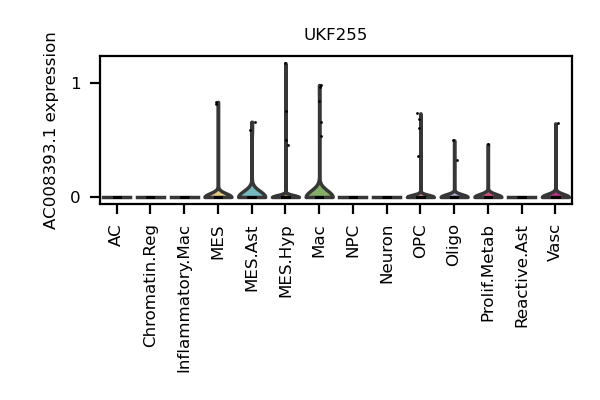 UKF255
AC008393.1 expression
1
0
AC
Chromatin.Reg
Inflammatory.Mac
MES
MES.Ast
MES.Hyp
Mac
NPC
Neuron
OPC
Oligo
Prolif.Metab
Reactive.Ast
Vasc